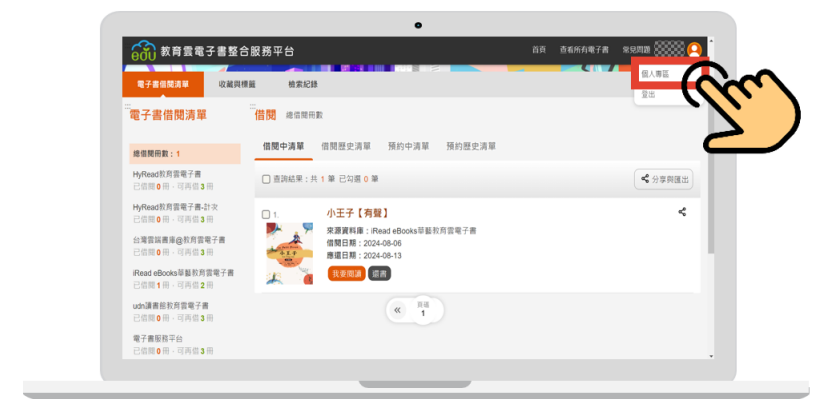 edu 教育雲電子書整合服務平台
首頁 查看所有電子書 常見問題
個人專區
登出
電子書借閱清單 收藏與標籤 檢索紀錄
電子書借閱清單
總借閱冊數：1
HyRead教育雲電子書
已借閱 0 冊，可再借 3 冊
HyRead教育雲電子書-計次
已借閱 0 冊，可再借 3 冊
台灣雲端書庫@教育雲電子書
已借閱 0 冊，可再借 3 冊
iRead eBooks華藝教育雲電子書
已借閱 1 冊，可再借 2 冊
udn讀書館教育雲電子書
已借閱 0 冊，可再借 3 冊
電子書服務平台
已借閱 0 冊，可再借 3 冊
借閱 總借閱冊數
借閱中清單 借閱歷史清單 預約中清單 預約歷史清單
查詢結果：共 1 筆 已勾選 0 筆
分享與匯出
1. 小王子【有聲】
小王子
來源資料庫：iRead eBooks華藝教育雲電子書
借閱日期：2024-08-06
應還日期：2024-08-13
我要閱讀 還書
« 頁碼
1